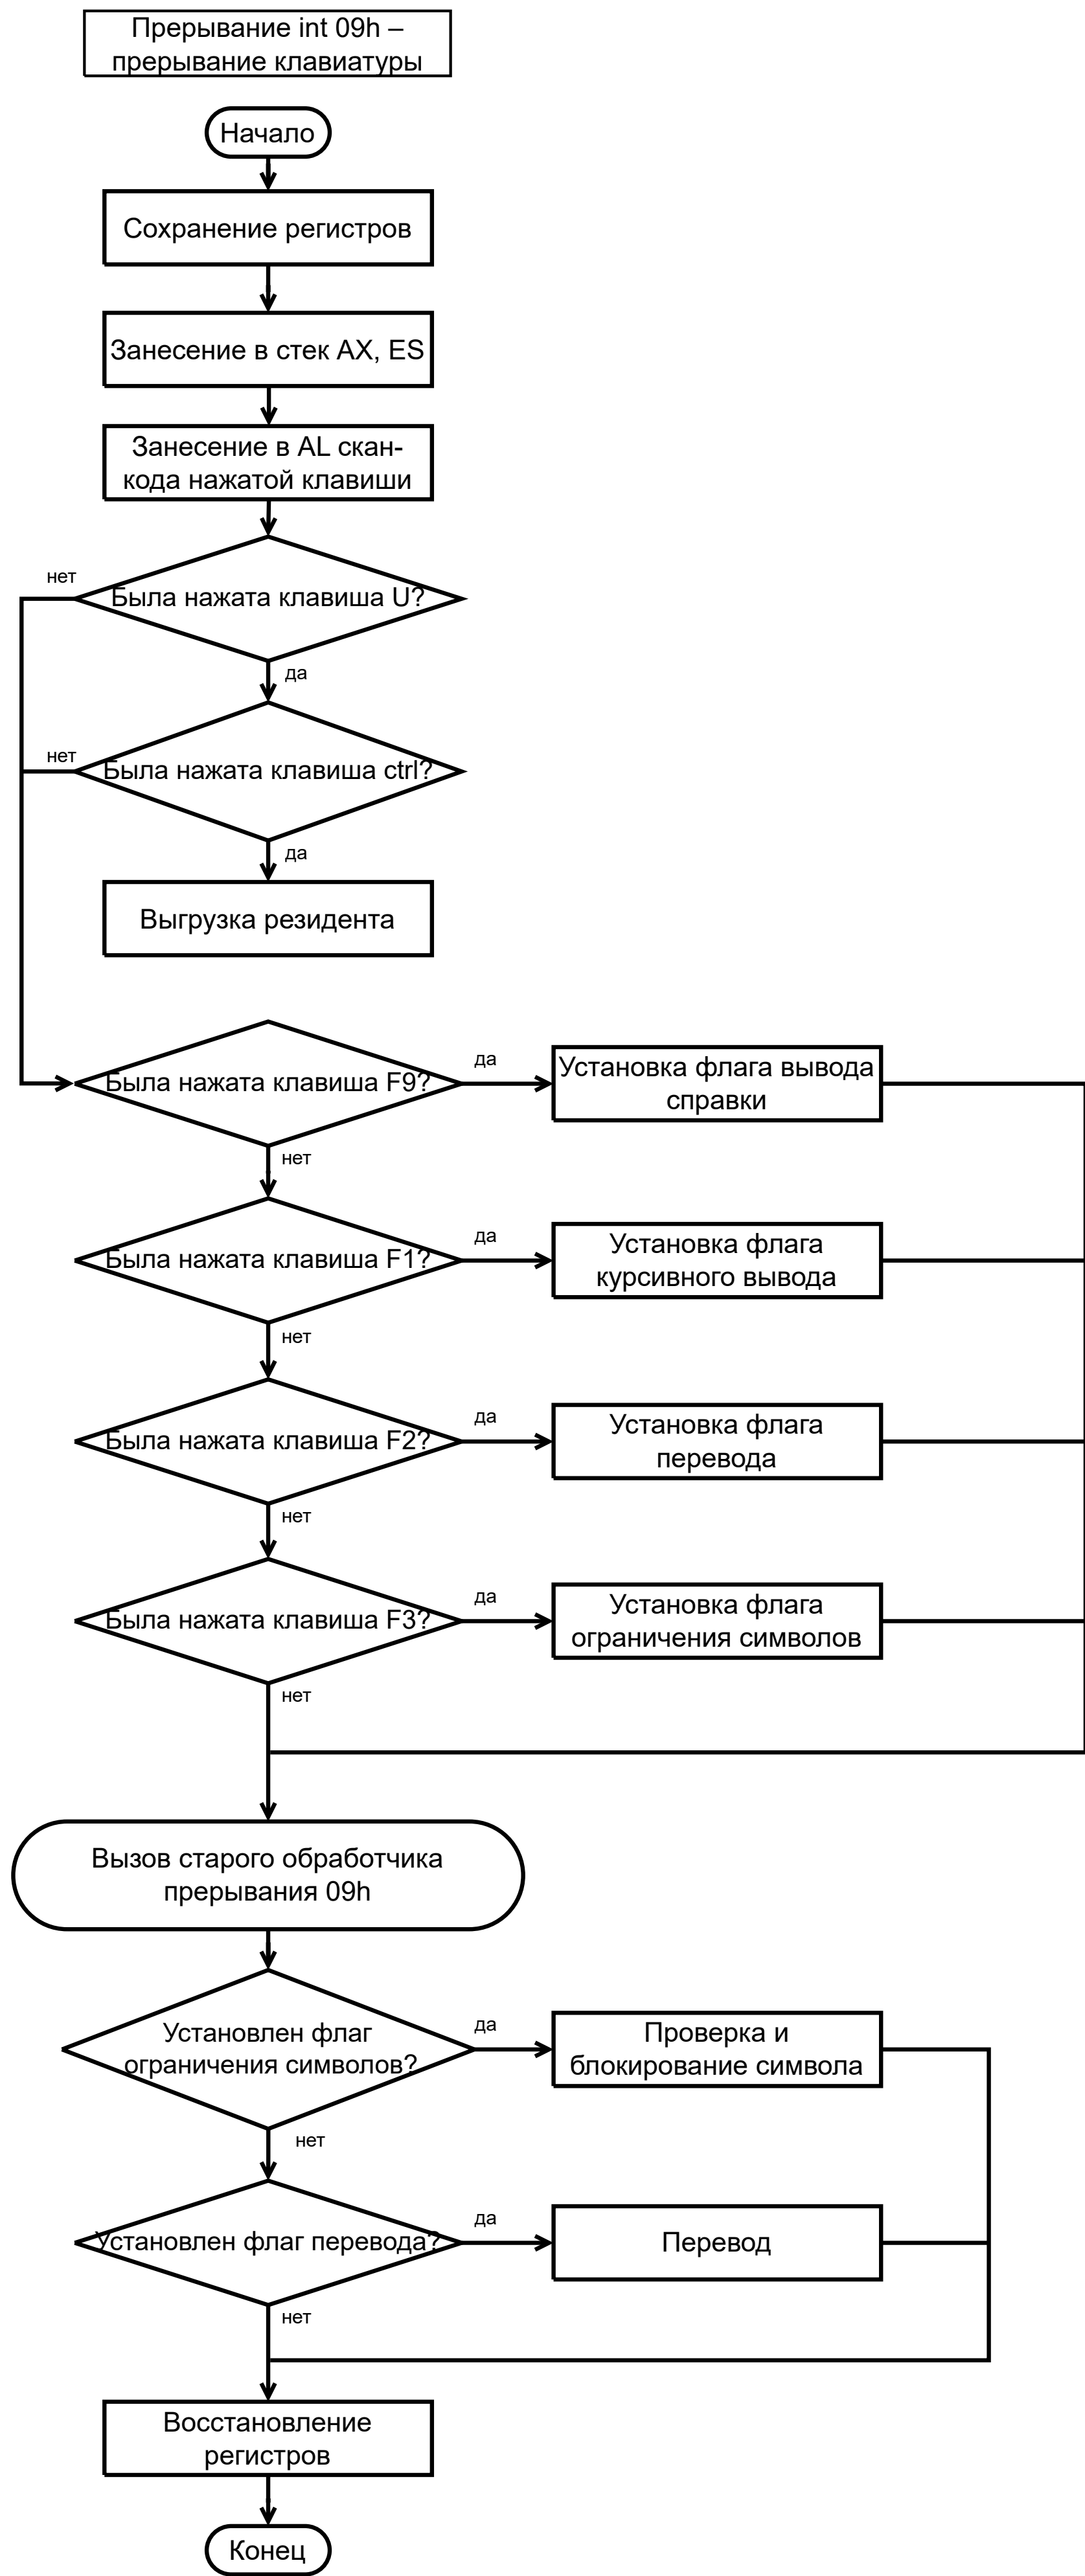 Прерывание int 09h –
прерывание клавиатуры
Начало
Сохранение регистров
Занесение в стек AX, ES
Занесение в AL скан-
кода нажатой клавиши
нет
Была нажата клавиша U?
да
нет
Была нажата клавиша ctrl?
да
Выгрузка резидента
Была нажата клавиша F9?
да
Установка флага вывода
справки
нет
Была нажата клавиша F1?
да
Установка флага
курсивного вывода
нет
Была нажата клавиша F2?
да
Установка флага
перевода
нет
Была нажата клавиша F3?
да
Установка флага
ограничения символов
нет
Вызов старого обработчика
прерывания 09h
Установлен флаг
ограничения символов?
да
Проверка и
блокирование символа
нет
Установлен флаг перевода?
да
Перевод
нет
Восстановление
регистров
Конец